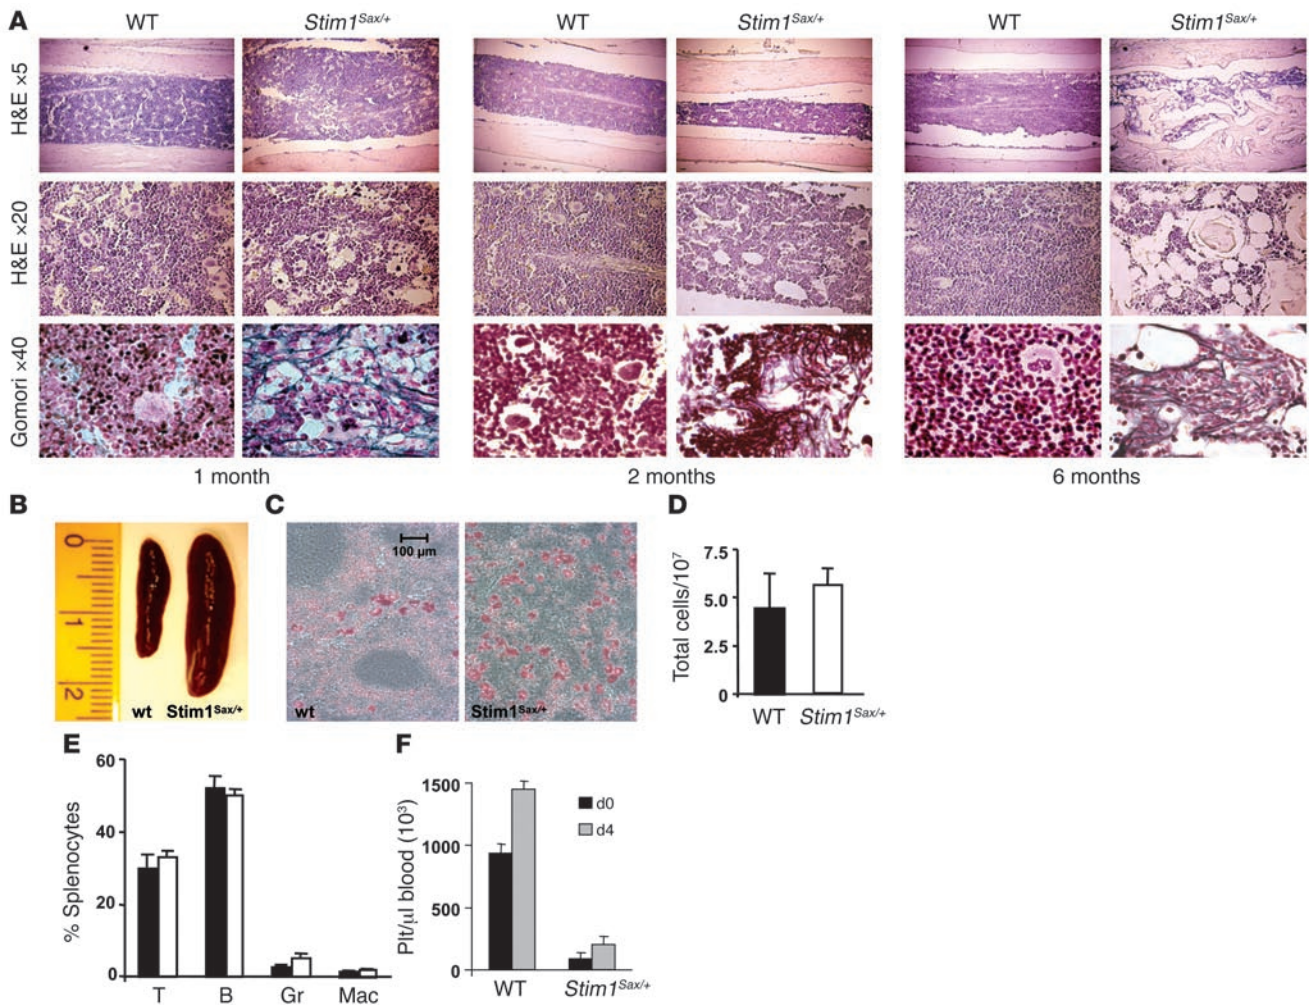 A
WT Stim1Sax/+ WT Stim1Sax/+ WT Stim1Sax/+
H&E ×5
H&E ×20
Gomori ×40
1 month 2 months 6 months
B
0
1
2
wt Stim1Sax/+
C
100 µm
wt
Stim1Sax/+
D
Total cells/10⁷
7.5
5.0
2.5
0
WT Stim1Sax/+
E
% Splenocytes
60
40
20
0
T B Gr Mac
F
Plt/µl blood (10³)
1500
1000
500
0
d0
d4
WT Stim1Sax/+